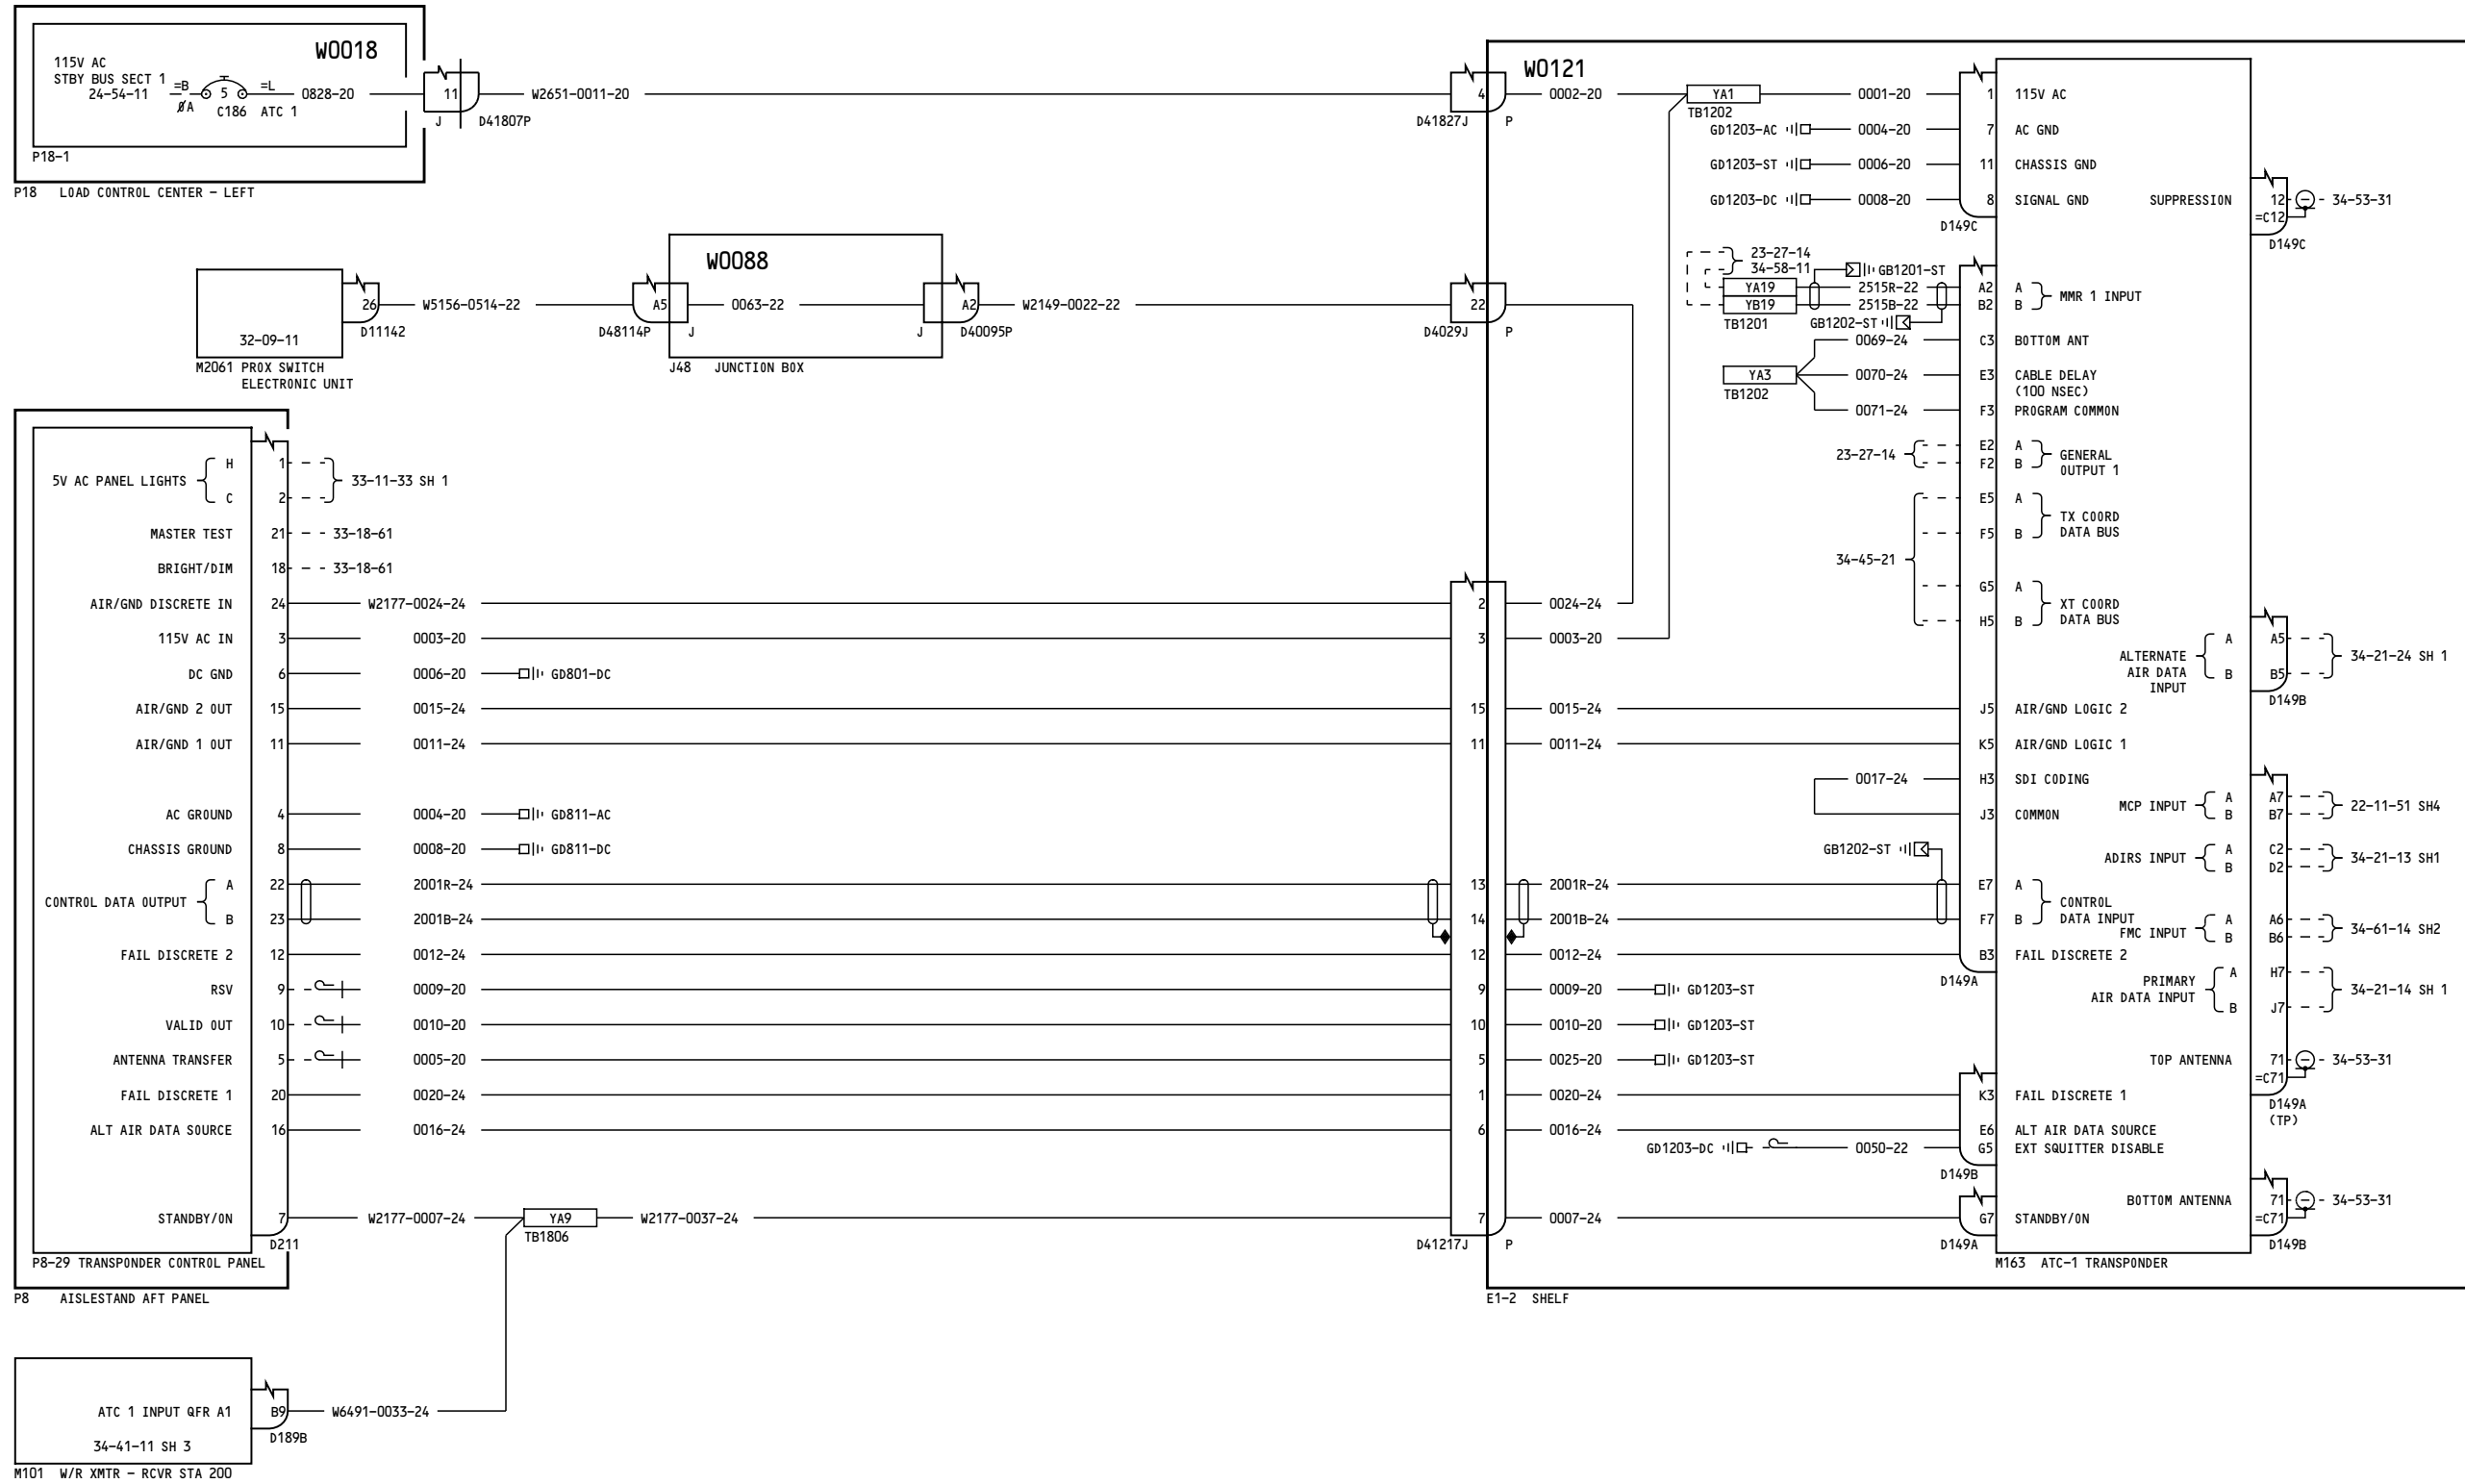 W0018
115V AC
STBY BUS SECT 1
24-54-11
=B
ØA
5
=L
C186 ATC 1
0828-20
11
J
D41807P
P18-1
P18 LOAD CONTROL CENTER - LEFT
W2651-0011-20
4
D41827J P
W0121
0002-20
YA1
TB1202
0001-20
1 115V AC
GD1203-AC 0004-20 7 AC GND
GD1203-ST 0006-20 11 CHASSIS GND
GD1203-DC 0008-20 8 SIGNAL GND
D149C
SUPPRESSION 12 34-53-31
=C12
D149C
32-09-11
M2061 PROX SWITCH
ELECTRONIC UNIT
26
D11142
W5156-0514-22
A5
D48114P J
W0088
0063-22
A2
J D40095P
J48 JUNCTION BOX
W2149-0022-22
22
D4029J P
23-27-14
34-58-11
GB1201-ST
YA19 2515R-22 A2 A
YB19 2515B-22 B2 B
MMR 1 INPUT
TB1201
GB1202-ST
0069-24 C3 BOTTOM ANT
YA3 0070-24 E3 CABLE DELAY
(100 NSEC)
TB1202
0071-24 F3 PROGRAM COMMON
23-27-14
E2 A
F2 B
GENERAL
OUTPUT 1
34-45-21
E5 A
F5 B
TX COORD
DATA BUS
G5 A
H5 B
XT COORD
DATA BUS
ALTERNATE
AIR DATA
INPUT
A A5
B B5
34-21-24 SH 1
D149B
5V AC PANEL LIGHTS
H 1
C 2
33-11-33 SH 1
MASTER TEST 21 33-18-61
BRIGHT/DIM 18 33-18-61
AIR/GND DISCRETE IN 24 W2177-0024-24 2 0024-24
115V AC IN 3 0003-20 3 0003-20
DC GND 6 0006-20 GD801-DC
AIR/GND 2 OUT 15 0015-24 15 0015-24 J5 AIR/GND LOGIC 2
AIR/GND 1 OUT 11 0011-24 11 0011-24 K5 AIR/GND LOGIC 1
0017-24 H3 SDI CODING
AC GROUND 4 0004-20 GD811-AC
J3 COMMON
MCP INPUT
A A7
B B7
22-11-51 SH4
CHASSIS GROUND 8 0008-20 GD811-DC
GB1202-ST
ADIRS INPUT
A C2
B D2
34-21-13 SH1
CONTROL DATA OUTPUT
A 22 2001R-24 13 2001R-24 E7 A
B 23 2001B-24 14 2001B-24 F7 B
CONTROL
DATA INPUT
FMC INPUT
A A6
B B6
34-61-14 SH2
FAIL DISCRETE 2 12 0012-24 12 0012-24 B3 FAIL DISCRETE 2
D149A
PRIMARY
AIR DATA INPUT
A H7
B J7
34-21-14 SH 1
RSV 9 0009-20 9 0009-20 GD1203-ST
VALID OUT 10 0010-20 10 0010-20 GD1203-ST
ANTENNA TRANSFER 5 0005-20 5 0025-20 GD1203-ST
TOP ANTENNA 71 34-53-31
=C71
D149A
(TP)
FAIL DISCRETE 1 20 0020-24 1 0020-24 K3 FAIL DISCRETE 1
ALT AIR DATA SOURCE 16 0016-24 6 0016-24 E6 ALT AIR DATA SOURCE
GD1203-DC 0050-22 G5 EXT SQUITTER DISABLE
D149B
BOTTOM ANTENNA 71 34-53-31
=C71
D149B
STANDBY/ON 7 W2177-0007-24 YA9 W2177-0037-24 7 0007-24 G7 STANDBY/ON
TB1806
D211
D41217J P
D149A
P8-29 TRANSPONDER CONTROL PANEL
M163 ATC-1 TRANSPONDER
P8 AISLESTAND AFT PANEL
E1-2 SHELF
ATC 1 INPUT QFR A1 B9 W6491-0033-24
D189B
34-41-11 SH 3
M101 W/R XMTR - RCVR STA 200